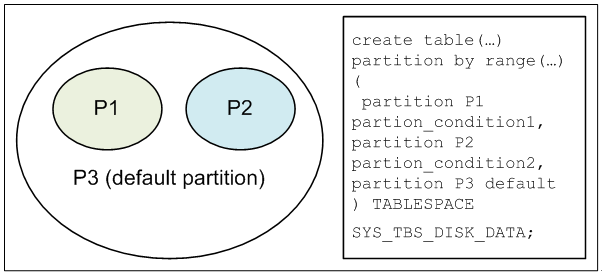 P1
P2
P3 (default partition)
create table(…)
partition by range(…)
(
partition P1
partion_condition1,
partition P2
partion_condition2,
partition P3 default
) TABLESPACE
SYS_TBS_DISK_DATA;